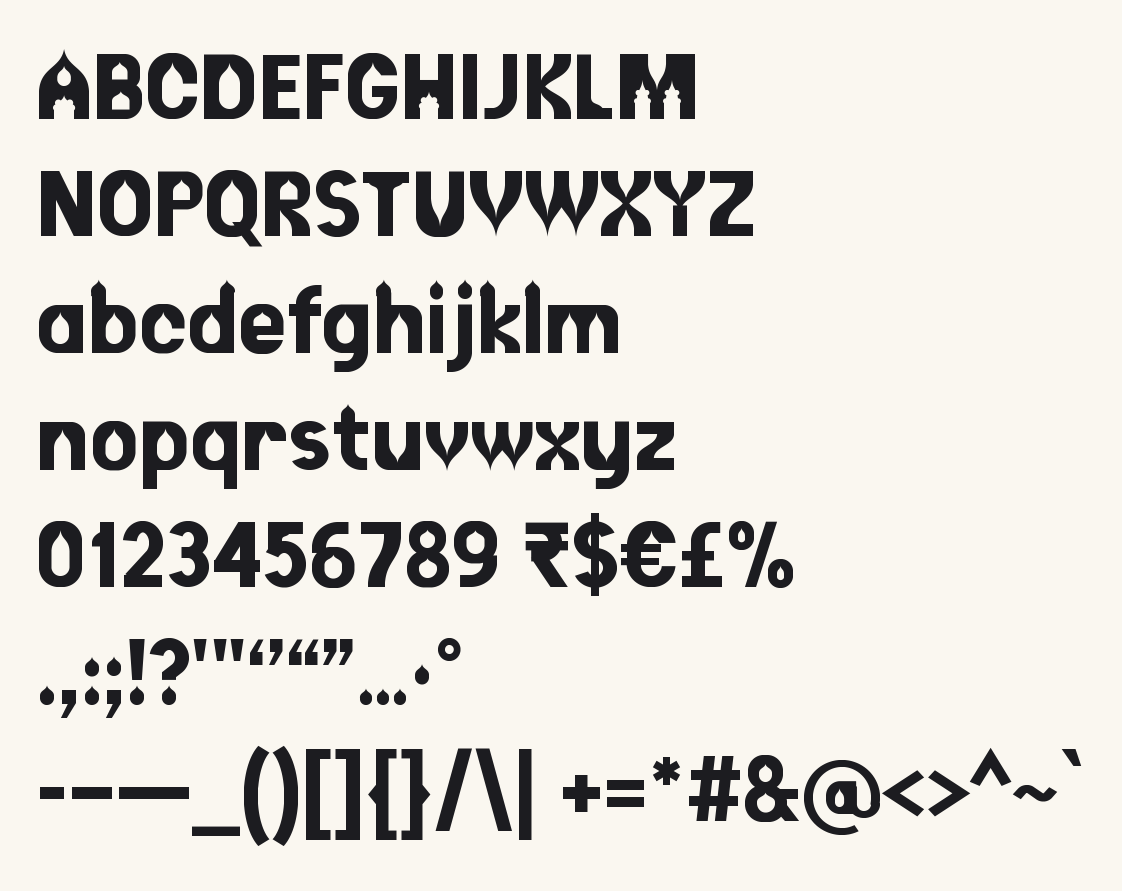 ABCDEFGHIJKLM
NOPQRSTUVWXYZ
abcdefghijklm
nopqrstuvwxyz
0123456789 ₹$€£%
.,:;!?'"‘’“”…·°
-–—_()[]{}/\| +=*#&@<>^~`